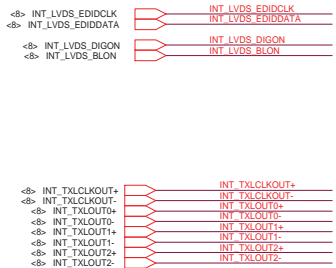 <8> INT_LVDS_EDIDCLK INT_LVDS_EDIDCLK
<8> INT_LVDS_EDIDDATA INT_LVDS_EDIDDATA
<8> INT_LVDS_DIGON INT_LVDS_DIGON
<8> INT_LVDS_BLON INT_LVDS_BLON
<8> INT_TXLCLKOUT+ INT_TXLCLKOUT+
<8> INT_TXLCLKOUT- INT_TXLCLKOUT-
<8> INT_TXLOUT0+ INT_TXLOUT0+
<8> INT_TXLOUT0- INT_TXLOUT0-
<8> INT_TXLOUT1+ INT_TXLOUT1+
<8> INT_TXLOUT1- INT_TXLOUT1-
<8> INT_TXLOUT2+ INT_TXLOUT2+
<8> INT_TXLOUT2- INT_TXLOUT2-